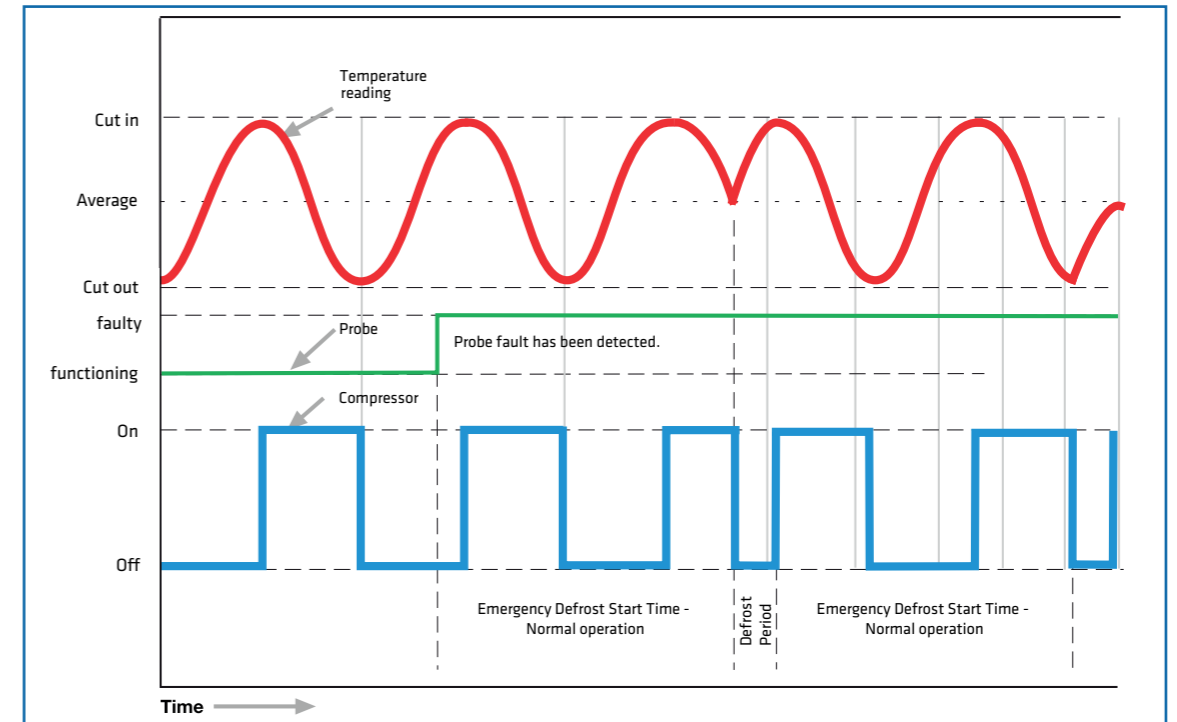 Temperature
reading
Cut in
Average
Cut out
faulty
Probe
Probe fault has been detected.
functioning
Compressor
On
Off
Emergency Defrost Start Time -
Normal operation
Defrost
Period
Emergency Defrost Start Time -
Normal operation
Time